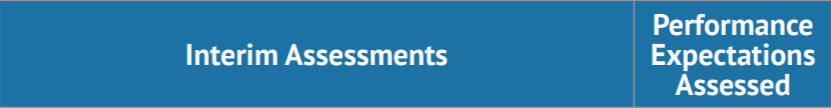 Interim Assessments
Performance
Expectations
Assessed